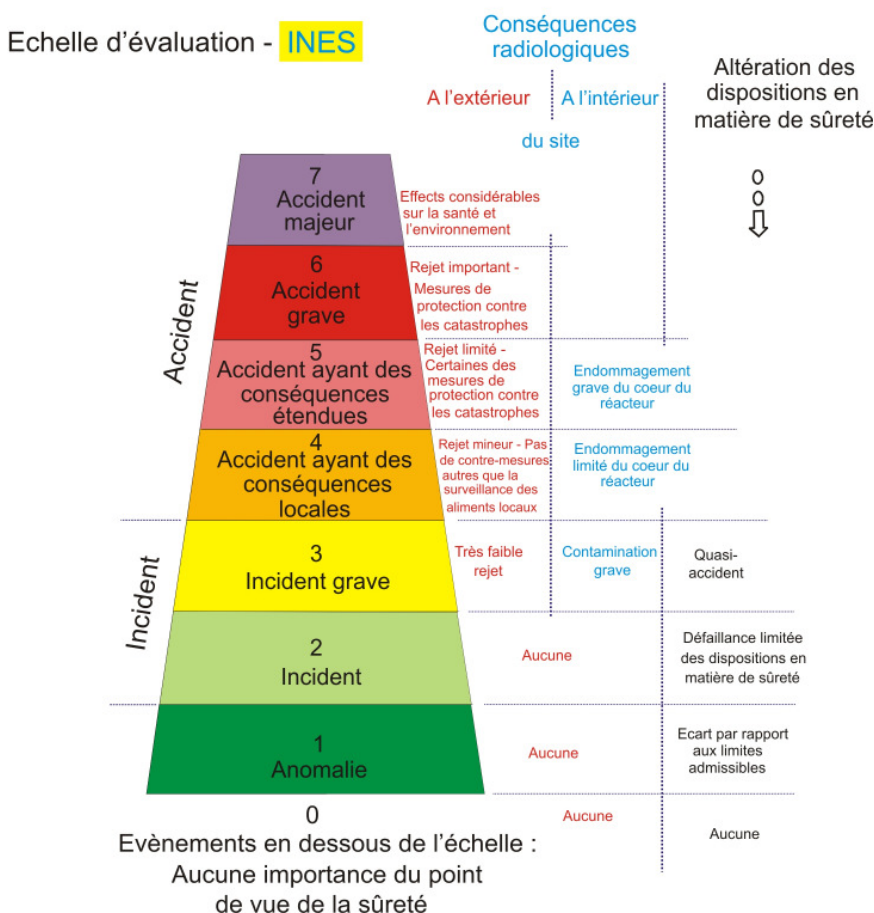 Echelle d'évaluation - INES
Conséquences
radiologiques
A l'extérieur
A l'intérieur
du site
Altération des
dispositions en
matière de sûreté
Accident
7
Accident
majeur
Effects considérables
sur la santé et
l'environnement
6
Accident
grave
Rejet important -
Mesures de
protection contre
les catastrophes
5
Accident ayant des
conséquences
étendues
Rejet limité -
Certaines des
mesures de
protection contre
les catastrophes
Endommagement
grave du coeur du
réacteur
4
Accident ayant des
conséquences
locales
Rejet mineur - Pas
de contre-mesures
autres que la
surveillance des
aliments locaux
Endommagement
limité du coeur du
réacteur
Incident
3
Incident grave
Très faible
rejet
Contamination
grave
Quasi-
accident
2
Incident
Aucune
Défaillance limitée
des dispositions en
matière de sûreté
1
Anomalie
Aucune
Ecart par rapport
aux limites
admissibles
0
Evènements en dessous de l'échelle :
Aucune importance du point
de vue de la sûreté
Aucune
Aucune